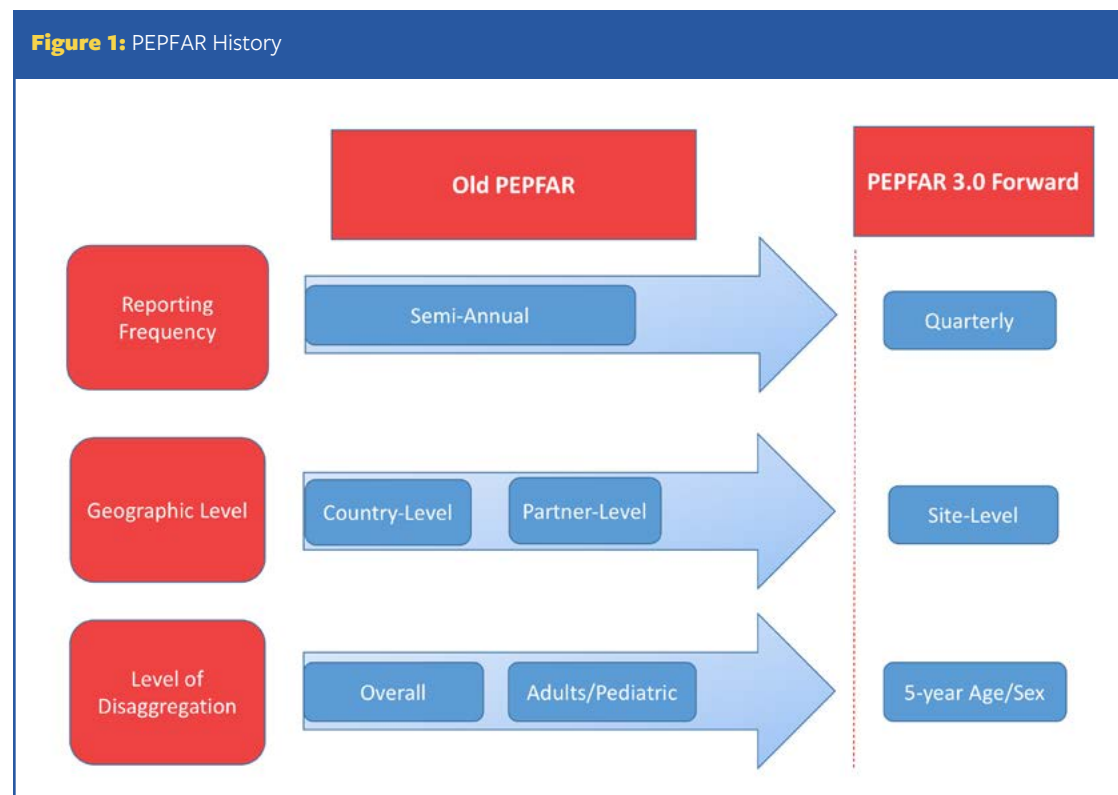 Figure 1: PEPFAR History
Old PEPFAR
PEPFAR 3.0 Forward
Reporting
Frequency
Semi-Annual
Quarterly
Geographic Level
Country-Level
Partner-Level
Site-Level
Level of
Disaggregation
Overall
Adults/Pediatric
5-year Age/Sex